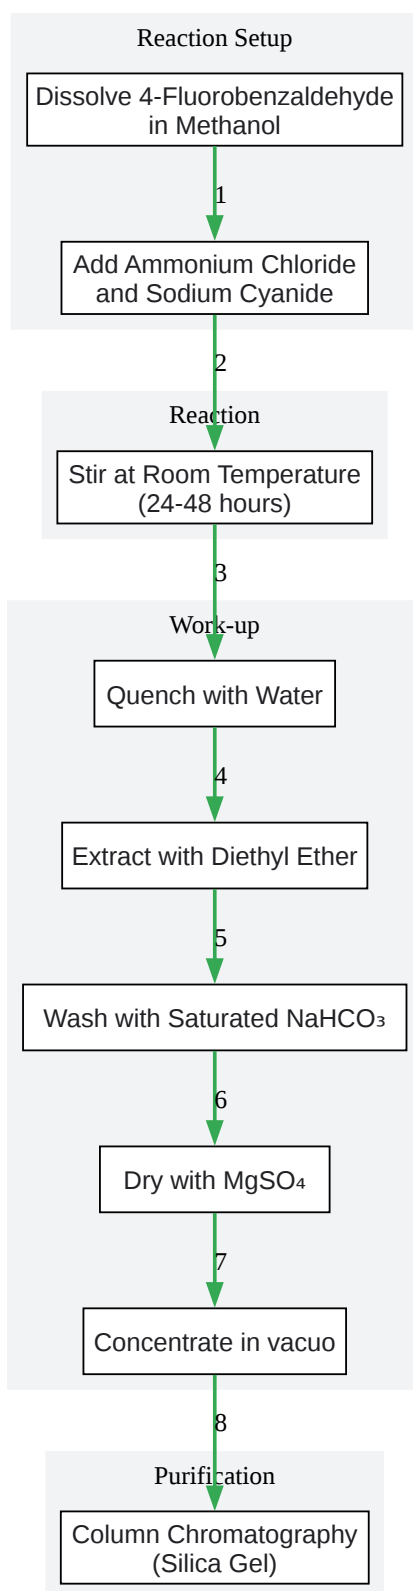 Reaction Setup
Dissolve 4-Fluorobenzaldehyde
in Methanol
1
Add Ammonium Chloride
and Sodium Cyanide
2
Reaction
Stir at Room Temperature
(24-48 hours)
3
Work-up
Quench with Water
4
Extract with Diethyl Ether
5
Wash with Saturated NaHCO₃
6
Dry with MgSO₄
7
Concentrate in vacuo
8
Purification
Column Chromatography
(Silica Gel)